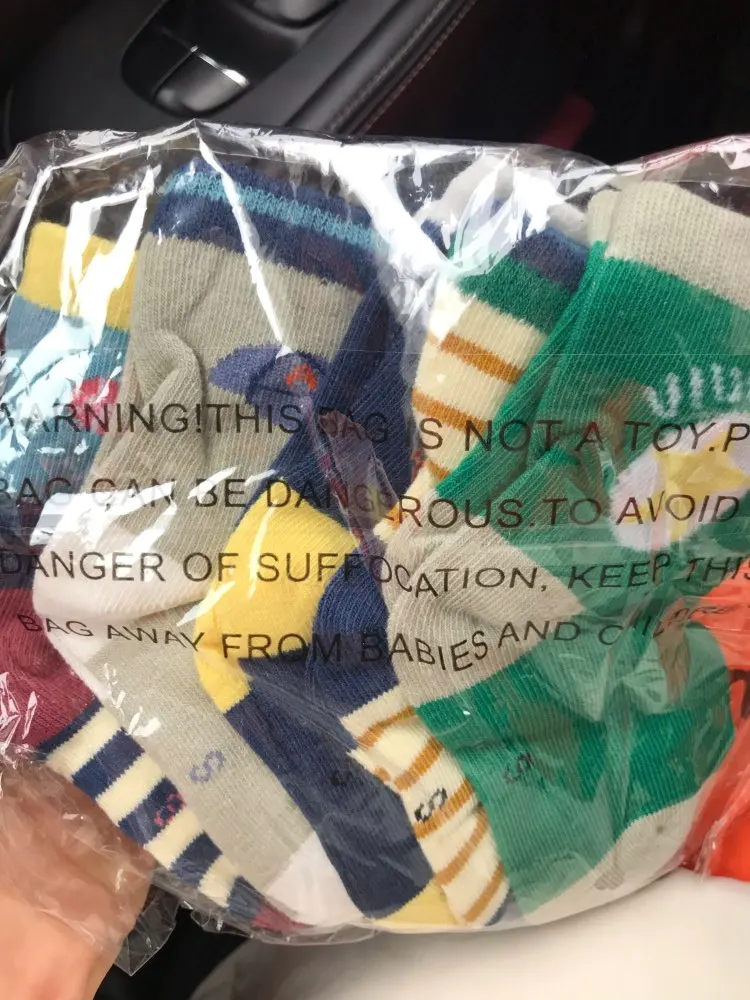 WARNING!THIS BAG IS NOT A TOY.P
BAG CAN BE DANGEROUS.TO AVOID
DANGER OF SUFFOCATION, KEEP THIS
BAG AWAY FROM BABIES AND
S
S
S
S